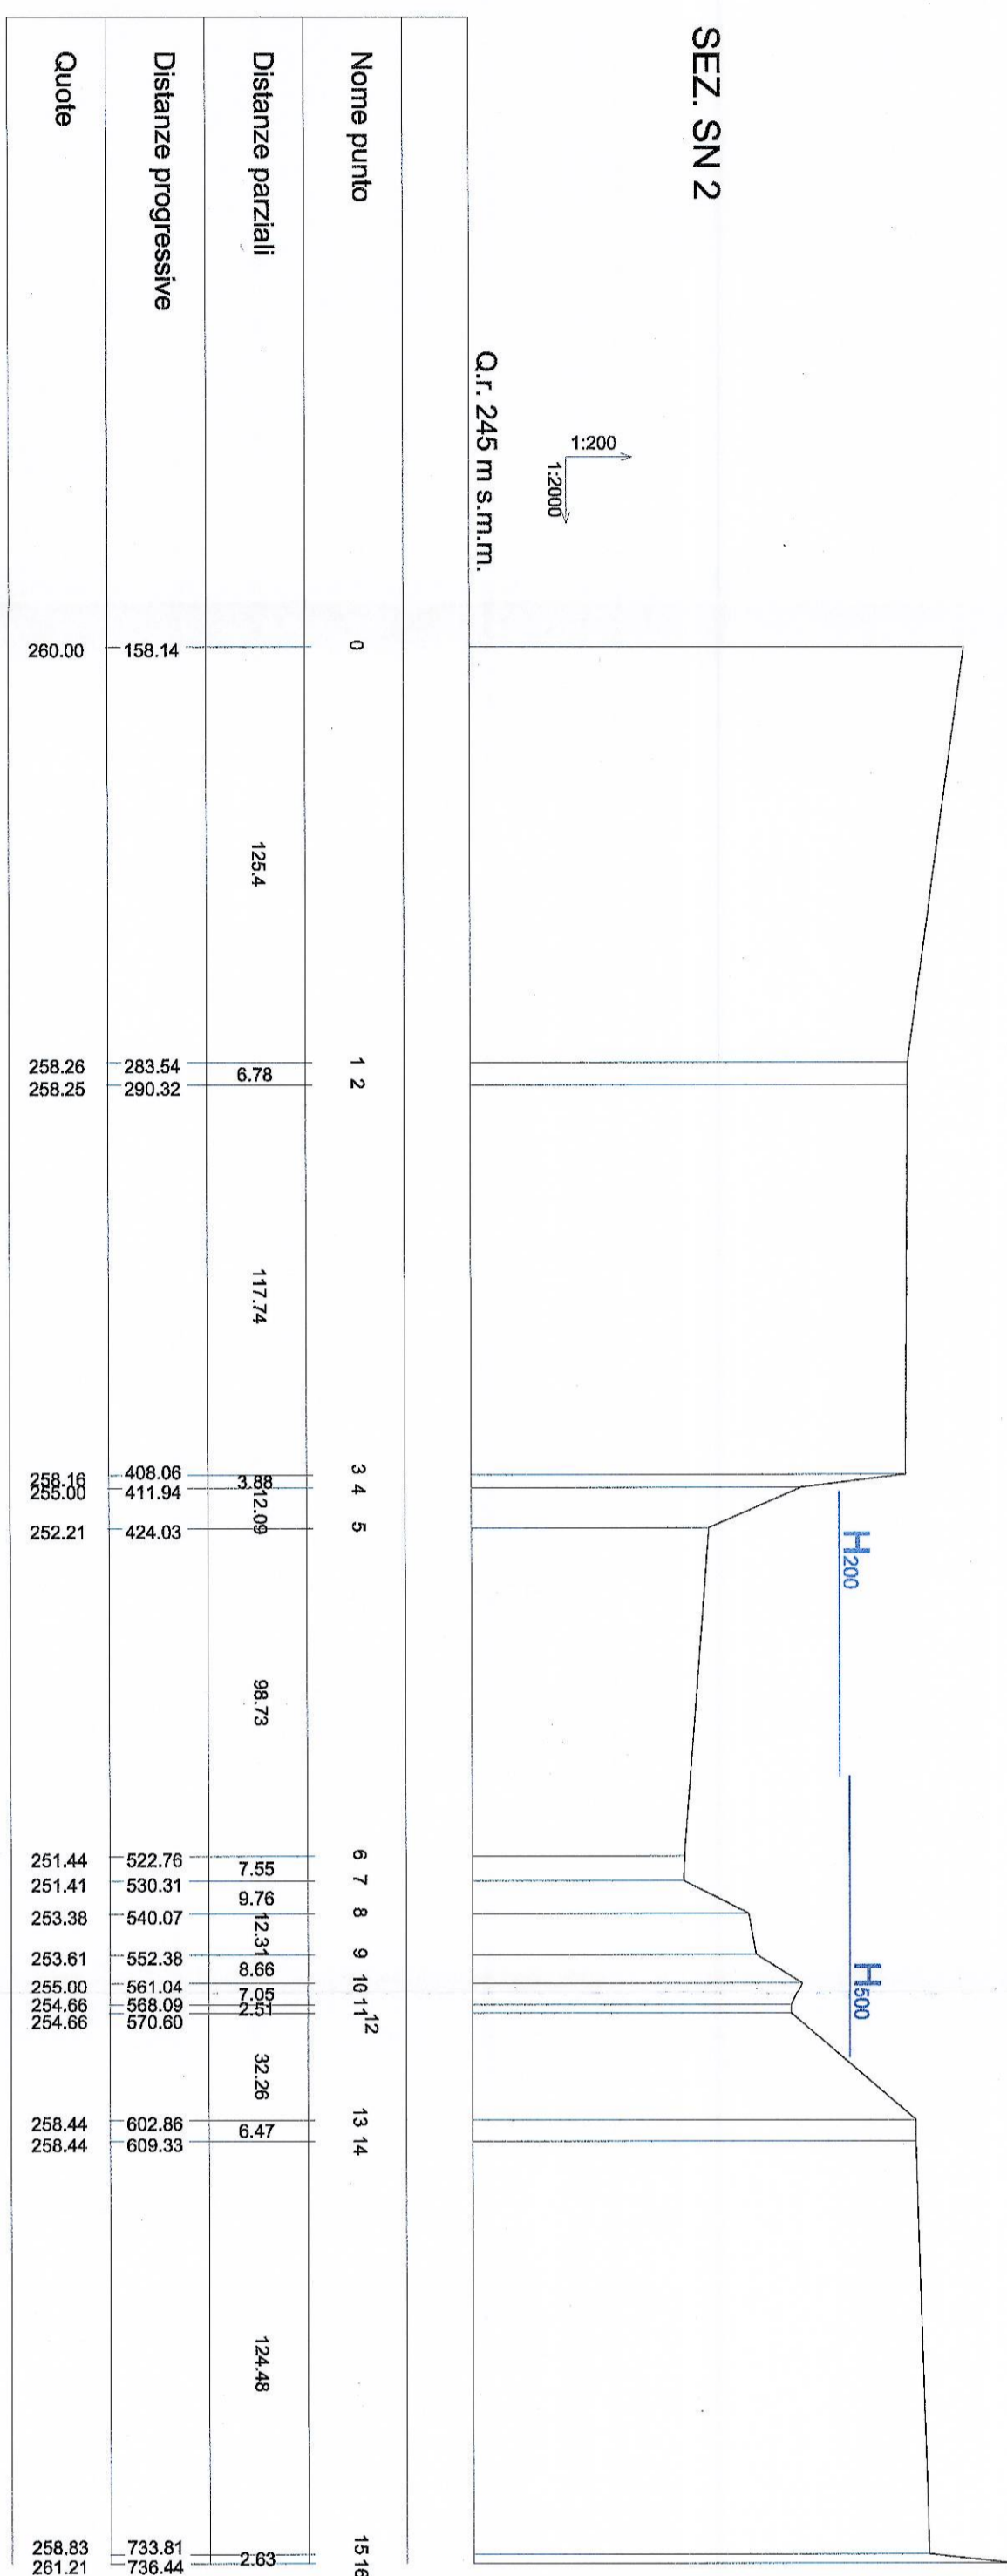 SEZ. SN 2
1:200
1:2000
Q.r. 245 m s.m.m.
H200
H500
Nome punto 0 1 2 3 4 5 6 7 8 9 10 11 12 13 14 15 16
Distanze parziali 125.4 6.78 117.74 3.88 12.09 98.73 7.55 9.76 12.31 8.66 7.05 2.51 32.26 6.47 124.48 2.63
Distanze progressive 158.14 283.54 290.32 408.06 411.94 424.03 522.76 530.31 540.07 552.38 561.04 568.09 570.60 602.86 609.33 733.81 736.44
Quote 260.00 258.26 258.25 258.16 255.00 252.21 251.44 251.41 253.38 253.61 255.00 254.66 254.66 258.44 258.44 258.83 261.21